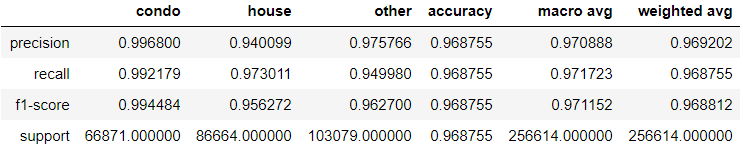 condo house other accuracy macro avg weighted avg
precision 0.996800 0.940099 0.975766 0.968755 0.970888 0.969202
recall 0.992179 0.973011 0.949980 0.968755 0.971723 0.968755
f1-score 0.994484 0.956272 0.962700 0.968755 0.971152 0.968812
support 66871.000000 86664.000000 103079.000000 0.968755 256614.000000 256614.000000